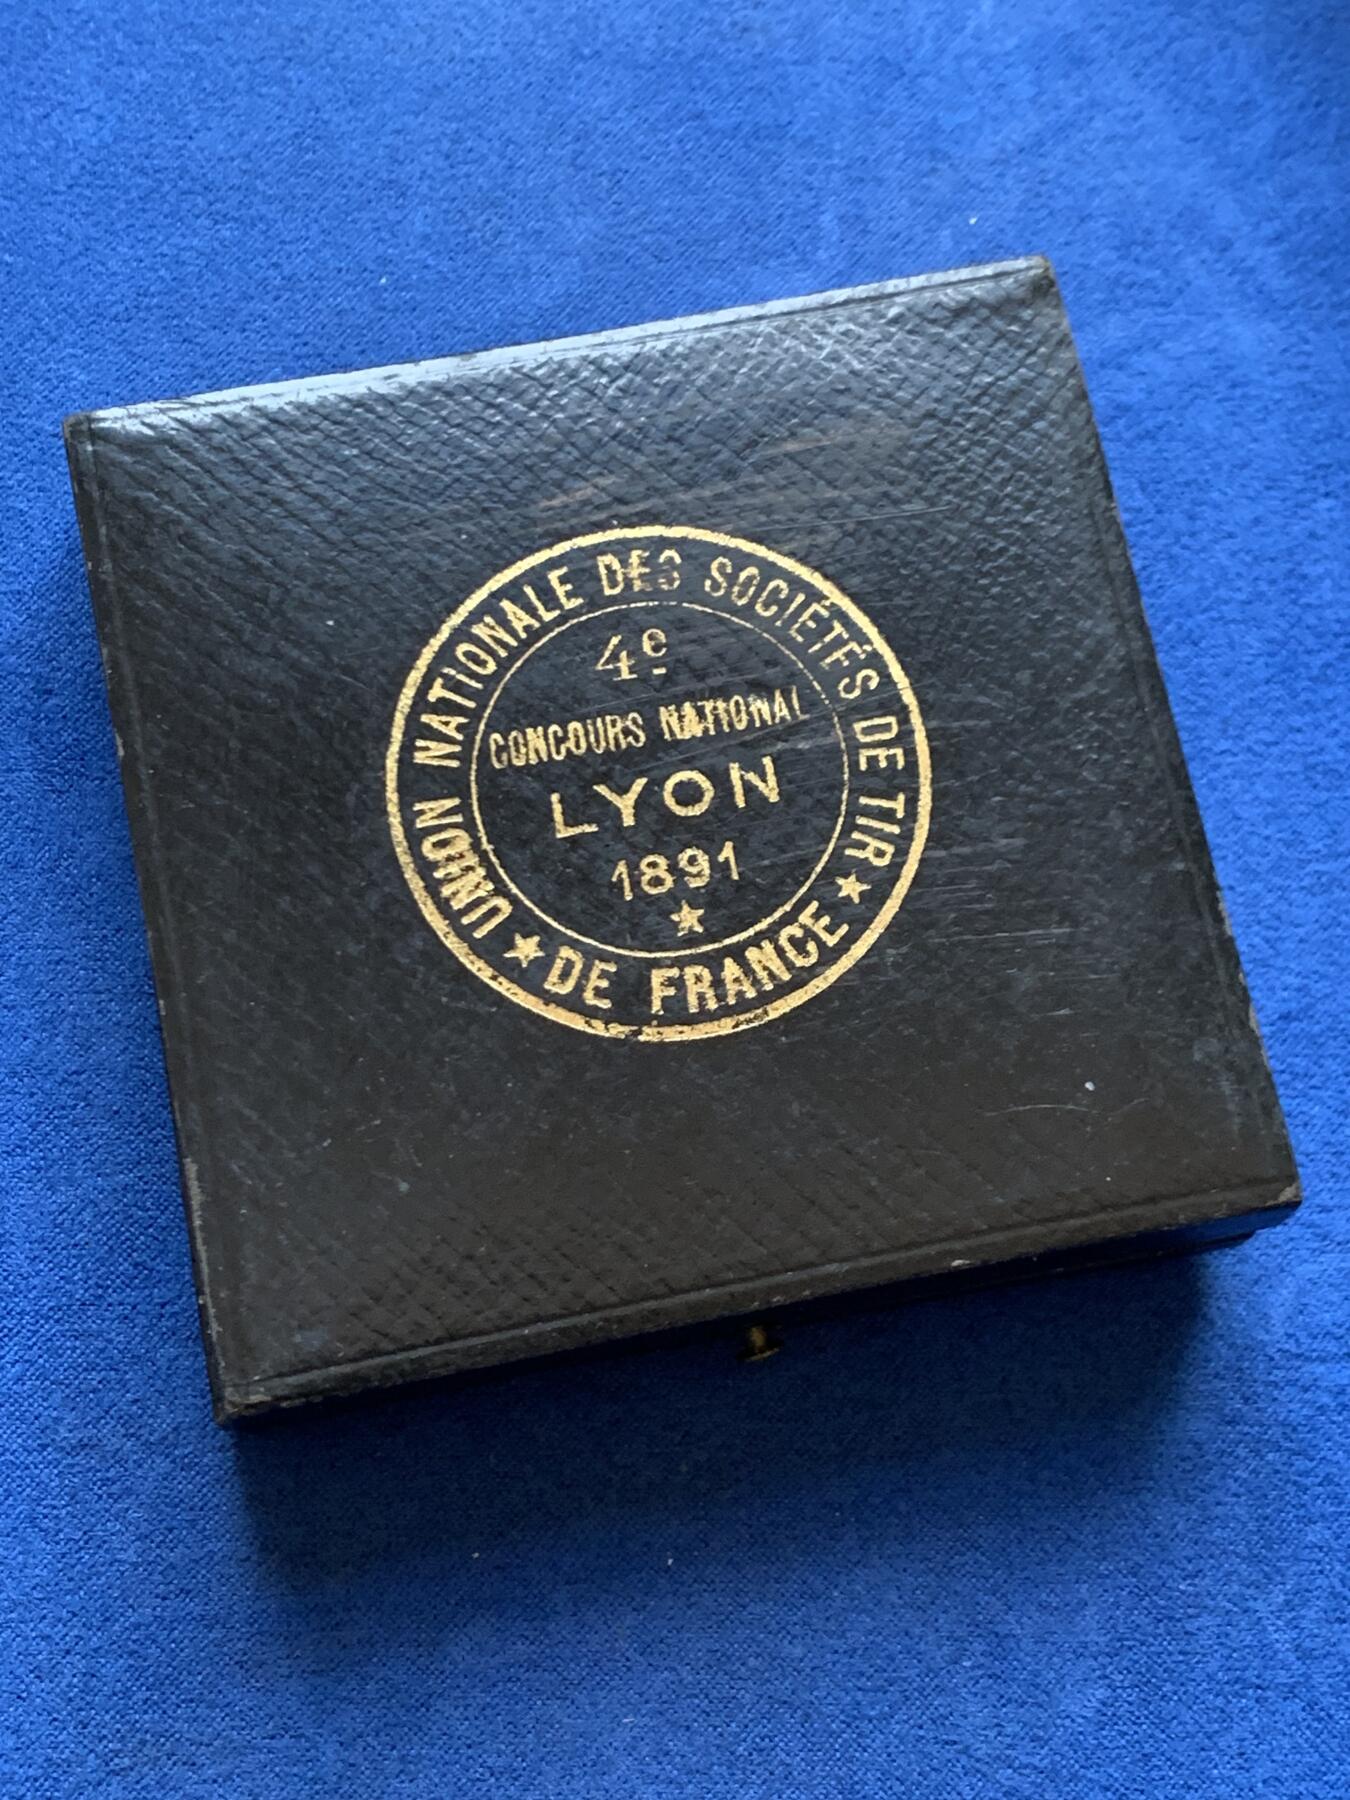 UNION NATIONALE DES SOCIÉTÉS DE TIR
★ DE FRANCE ★
4e
CONCOURS NATIONAL
LYON
1891
★